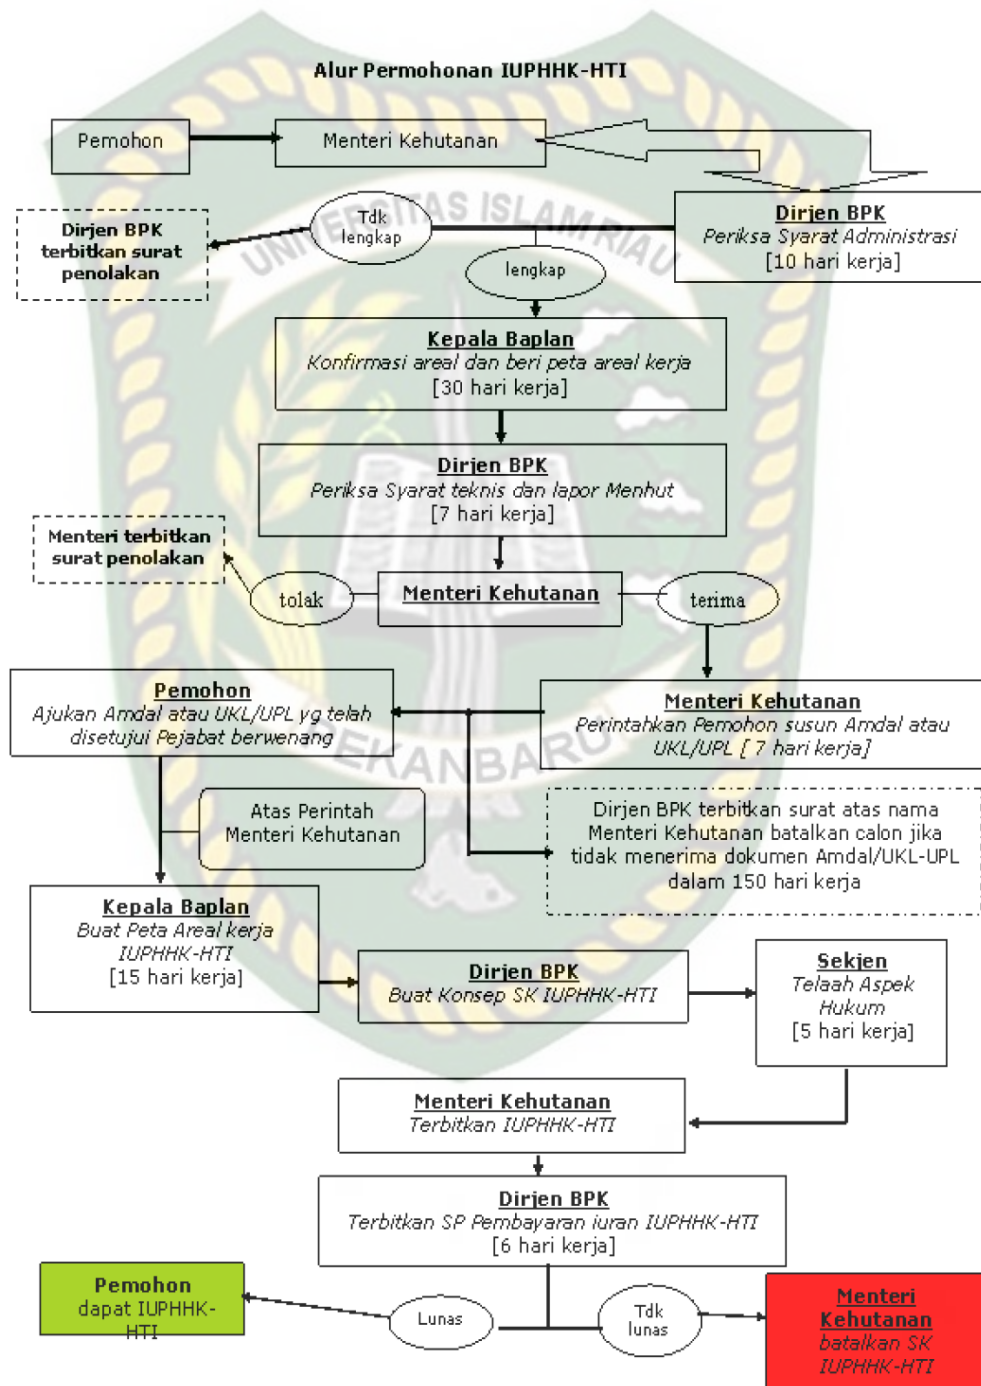 Alur Permohonan IUPHHK-HTI
Pemohon
Menteri Kehutanan
Dirjen BPK
Periksa Syarat Administrasi
[10 hari kerja]
Tdk
lengkap
Dirjen BPK
terbitkan surat
penolakan
lengkap
UNIVERSITAS ISLAM RIAU
Kepala Baplan
Konfirmasi areal dan beri peta areal kerja
[30 hari kerja]
Dirjen BPK
Periksa Syarat teknis dan lapor Menhut
[7 hari kerja]
Menteri terbitkan
surat penolakan
tolak
Menteri Kehutanan
terima
Pemohon
Ajukan Amdal atau UKL/UPL yg telah
disetujui Pejabat berwenang
Menteri Kehutanan
Perintahkan Pemohon susun Amdal atau
UKL/UPL [ 7 hari kerja]
PEKANBARU
Atas Perintah
Menteri Kehutanan
Dirjen BPK terbitkan surat atas nama
Menteri Kehutanan batalkan calon jika
tidak menerima dokumen Amdal/UKL-UPL
dalam 150 hari kerja
Kepala Baplan
Buat Peta Areal kerja
IUPHHK-HTI
[15 hari kerja]
Dirjen BPK
Buat Konsep SK IUPHHK-HTI
Sekjen
Telaah Aspek
Hukum
[5 hari kerja]
Menteri Kehutanan
Terbitkan IUPHHK-HTI
Dirjen BPK
Terbitkan SP Pembayaran iuran IUPHHK-HTI
[6 hari kerja]
Pemohon
dapat IUPHHK-
HTI
Lunas
Tdk
lunas
Menteri
Kehutanan
batalkan SK
IUPHHK-HTI